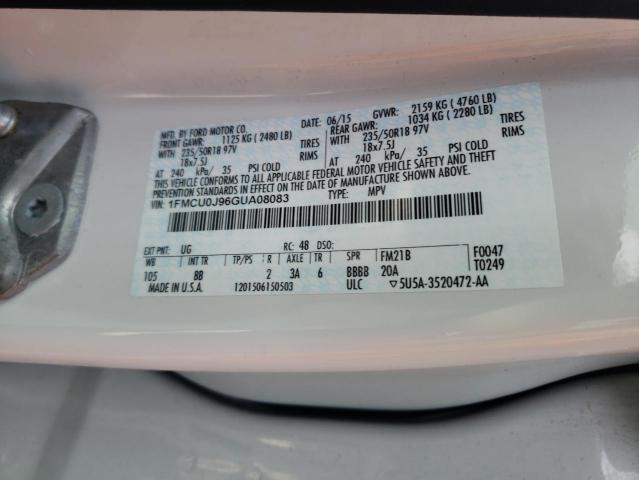 MFD. BY FORD MOTOR CO. DATE: 06/15 GVWR: 2159 KG ( 4760 LB)
FRONT GAWR: 1125 KG ( 2480 LB) REAR GAWR: 1034 KG ( 2280 LB)
WITH 235/50R18 97V TIRES WITH 235/50R18 97V TIRES
18x7.5J RIMS 18x7.5J RIMS
AT 240 kPa/ 35 PSI COLD AT 240 kPa/ 35 PSI COLD
THIS VEHICLE CONFORMS TO ALL APPLICABLE FEDERAL MOTOR VEHICLE SAFETY AND THEFT
PREVENTION STANDARDS IN EFFECT ON THE DATE OF MANUFACTURE SHOWN ABOVE.
VIN: 1FMCU0J96GUA08083 TYPE: MPV
EXT PNT: UG RC: 48 DSO:
WB INT TR TP/PS R AXLE TR SPR FM21B F0047
105 BB 2 3A 6 BBBB 20A T0249
MADE IN U.S.A. 1201506150503 ULC ▽5U5A-3520472-AA